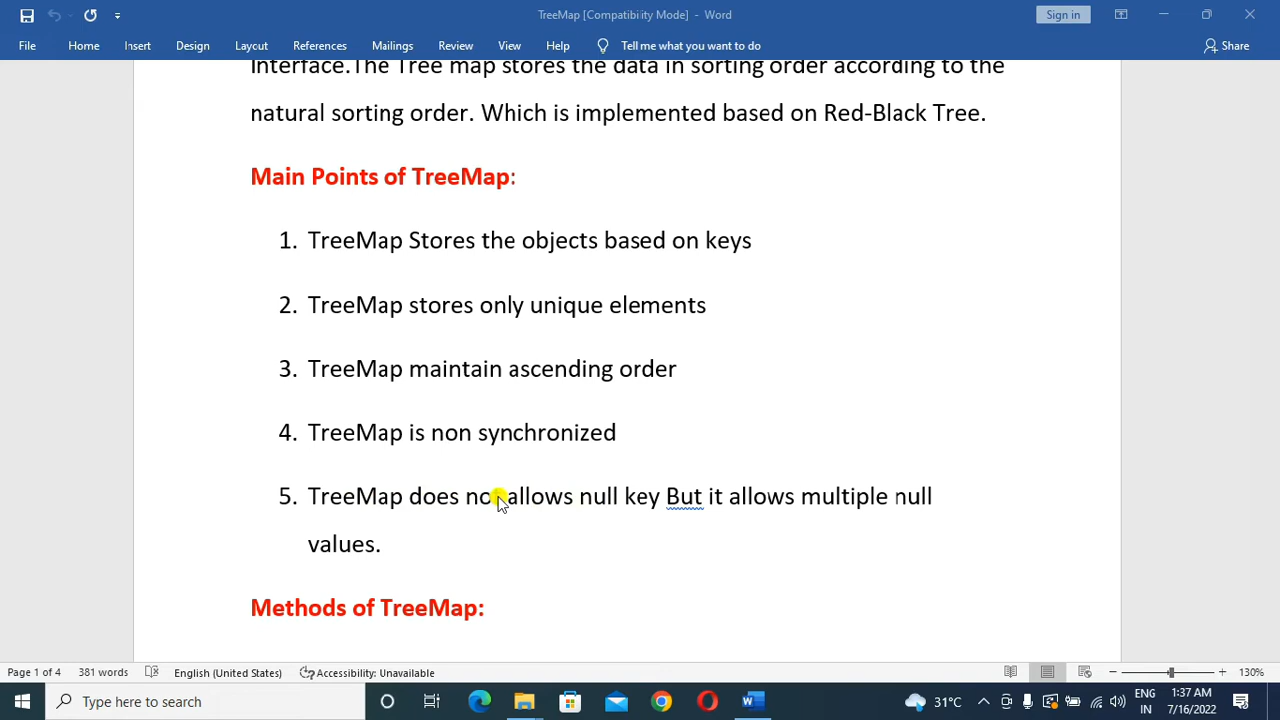 TreeMap [Compatibility Mode] - Word
Sign in
File Home Insert Design Layout References Mailings Review View Help Tell me what you want to do Share
Interface.The Tree map stores the data in sorting order according to the
natural sorting order. Which is implemented based on Red-Black Tree.
Main Points of TreeMap:
1. TreeMap Stores the objects based on keys
2. TreeMap stores only unique elements
3. TreeMap maintain ascending order
4. TreeMap is non synchronized
5. TreeMap does not allows null key But it allows multiple null
values.
Methods of TreeMap:
Page 1 of 4 381 words English (United States) Accessibility: Unavailable 130%
Type here to search 31°C ENG 1:37 AM
IN 7/16/2022